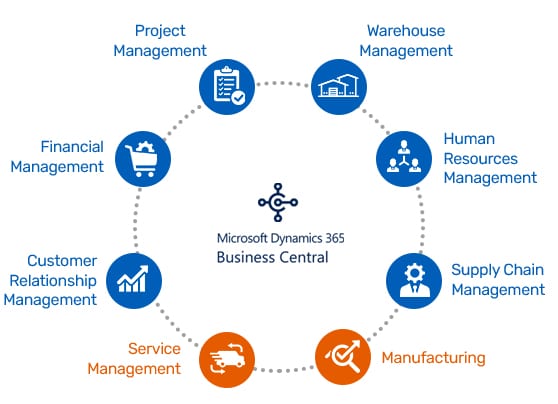 Project
Management
Warehouse
Management
Financial
Management
Human
Resources
Management
Microsoft Dynamics 365
Business Central
Customer
Relationship
Management
Supply Chain
Management
Service
Management
Manufacturing